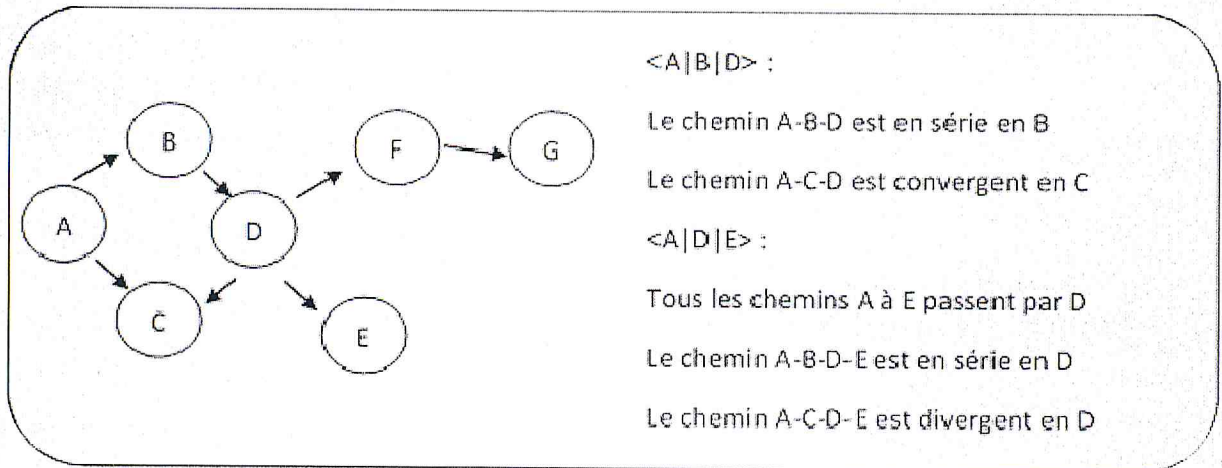 <A|B|D> :
Le chemin A-B-D est en série en B
Le chemin A-C-D est convergent en C
<A|D|E> :
Tous les chemins A à E passent par D
Le chemin A-B-D-E est en série en D
Le chemin A-C-D-E est divergent en D
B
F
G
A
D
C
E